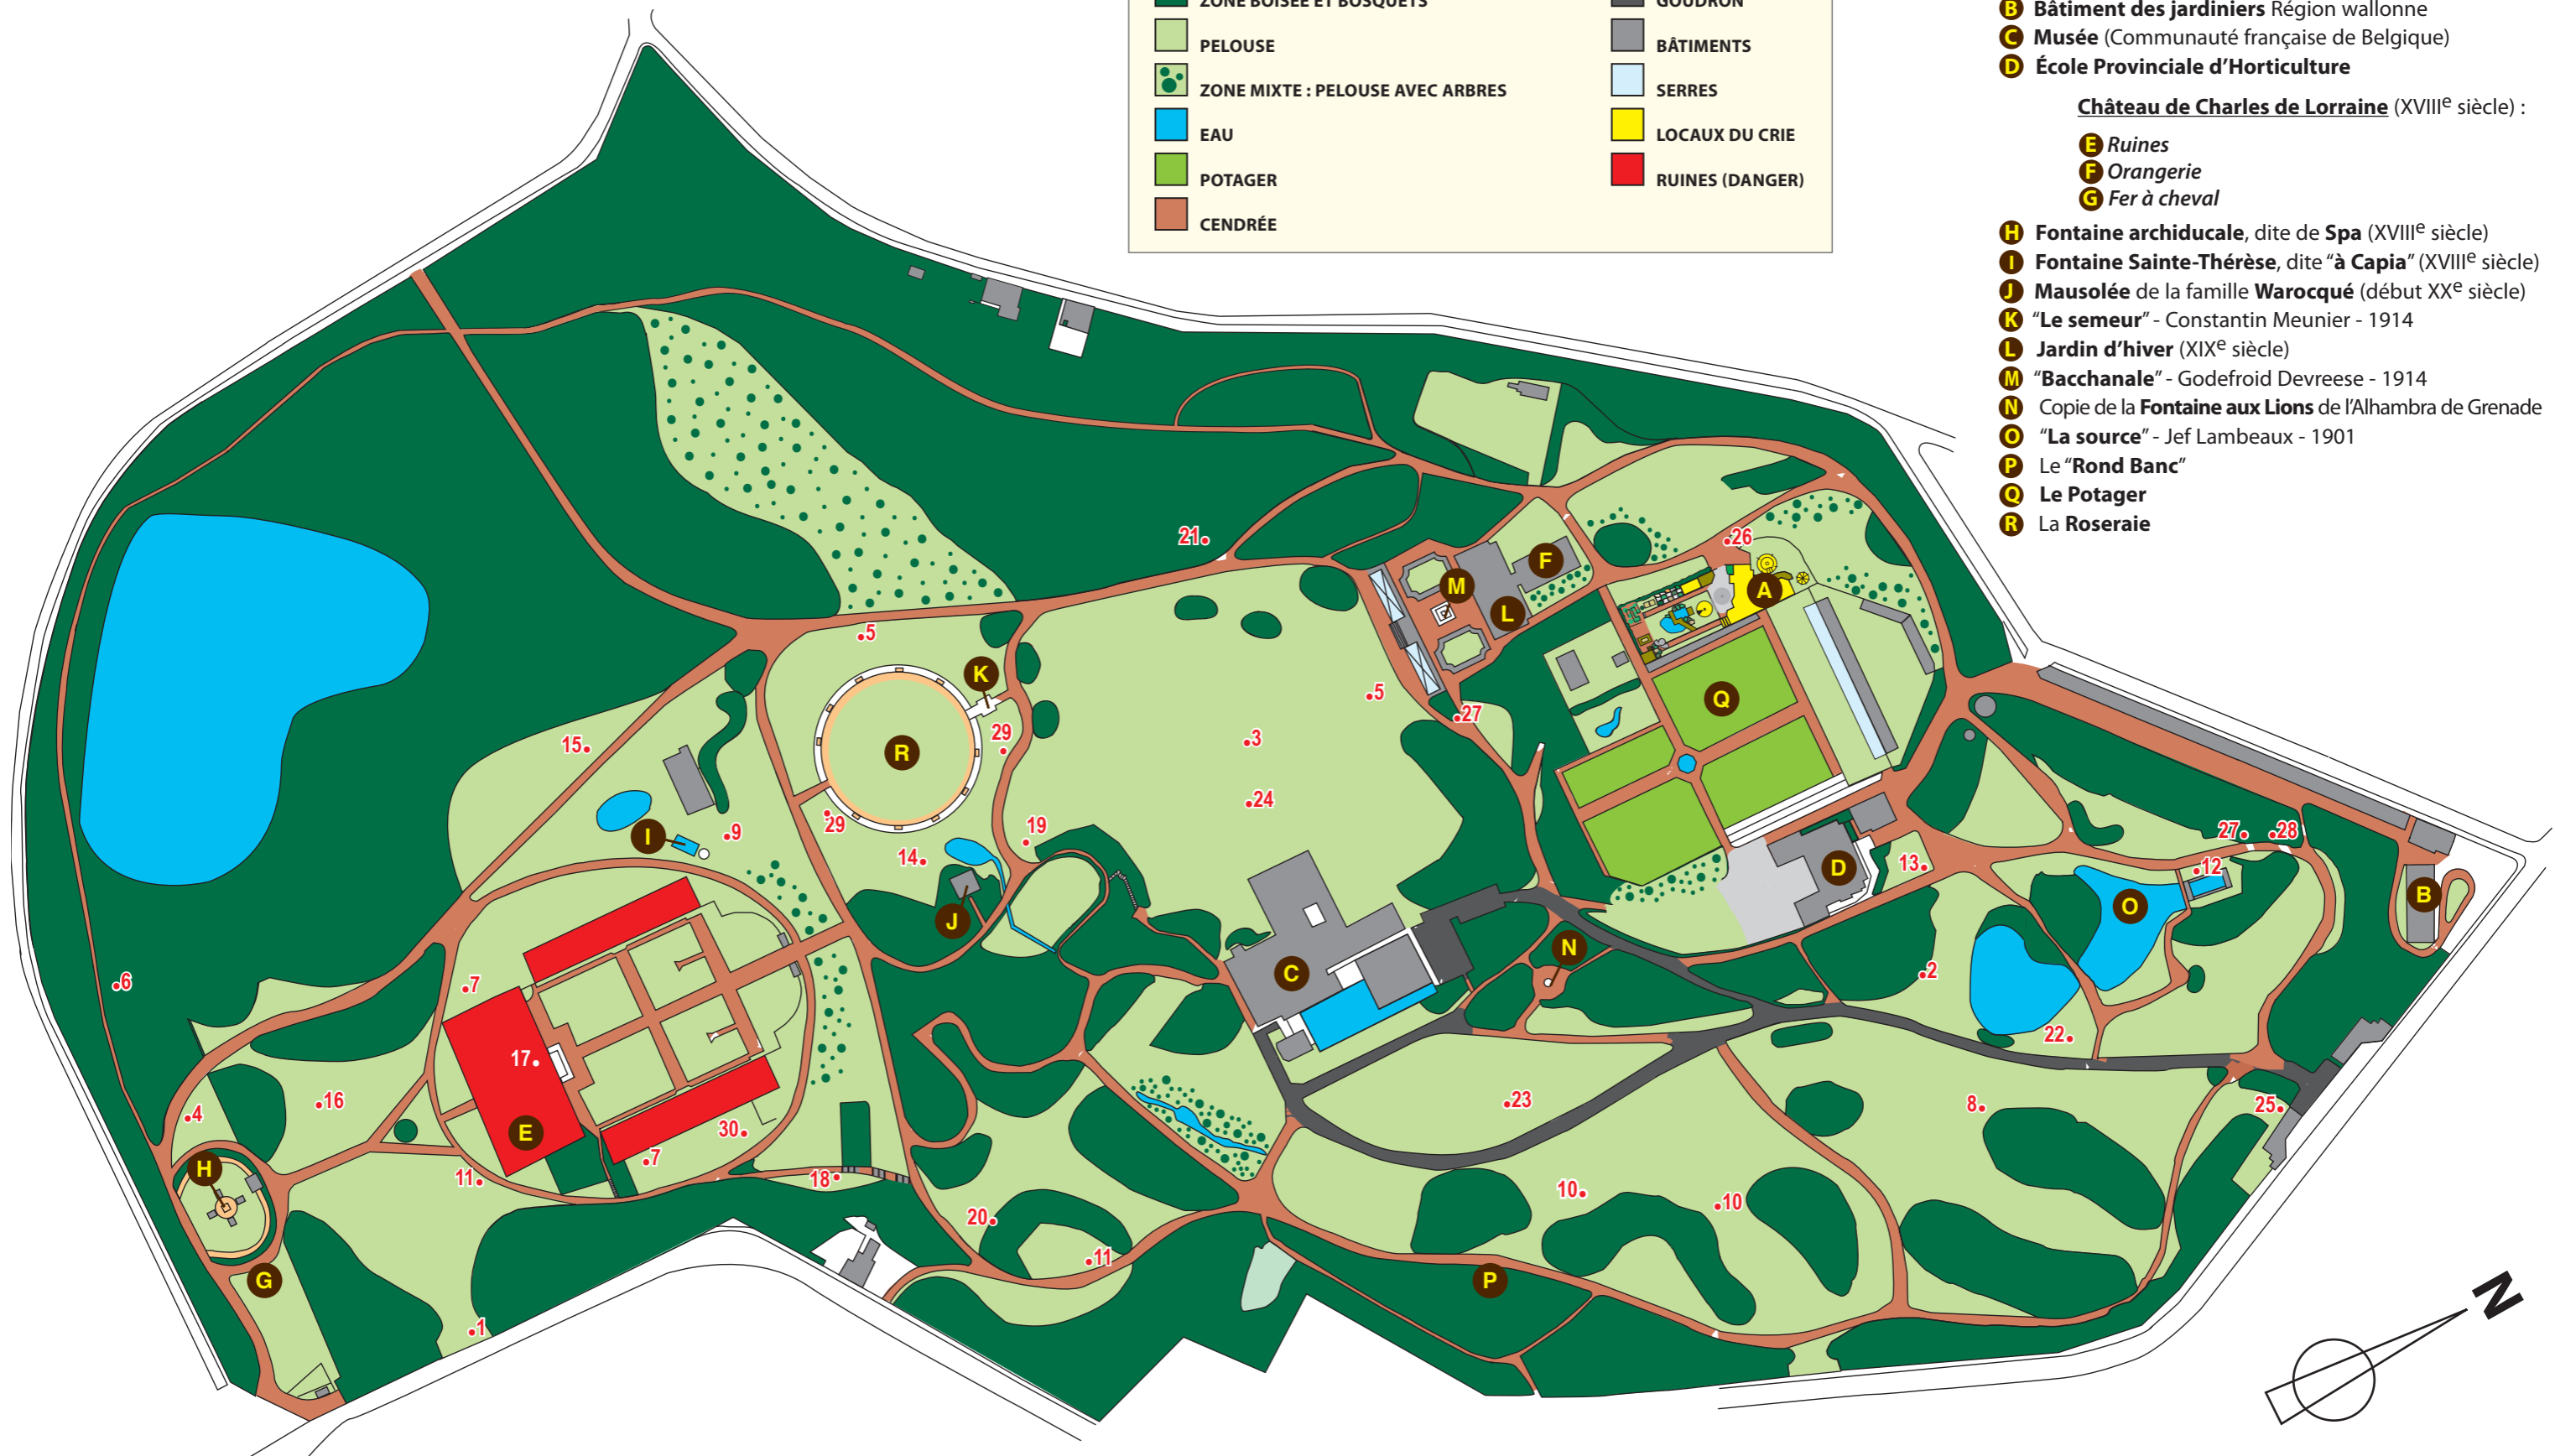 ZONE BOISÉE ET BOSQUETS
PELOUSE
ZONE MIXTE : PELOUSE AVEC ARBRES
EAU
POTAGER
CENDRÉE
GOUDRON
BÂTIMENTS
SERRES
LOCAUX DU CRIE
RUINES (DANGER)
B Bâtiment des jardiniers Région wallonne
C Musée (Communauté française de Belgique)
D École Provinciale d'Horticulture
Château de Charles de Lorraine (XVIIIe siècle) :
E Ruines
F Orangerie
G Fer à cheval
H Fontaine archiducale, dite de Spa (XVIIIe siècle)
I Fontaine Sainte-Thérèse, dite “à Capia” (XVIIIe siècle)
J Mausolée de la famille Warocqué (début XXe siècle)
K “Le semeur” - Constantin Meunier - 1914
L Jardin d'hiver (XIXe siècle)
M “Bacchanale” - Godefroid Devreese - 1914
N Copie de la Fontaine aux Lions de l'Alhambra de Grenade
O “La source” - Jef Lambeaux - 1901
P Le “Rond Banc”
Q Le Potager
R La Roseraie
21.
26
F
M
A
L
.5
K
.5
Q
.27
29
.3
15.
R
.24
29
19
I
.9
14.
27.
.28
13.
.12
D
B
O
J
N
C
.2
.6
.7
22.
17.
.16
.4
.23
8.
25.
E
30.
.7
H
11.
18
10.
.10
20.
.11
G
P
.1
N